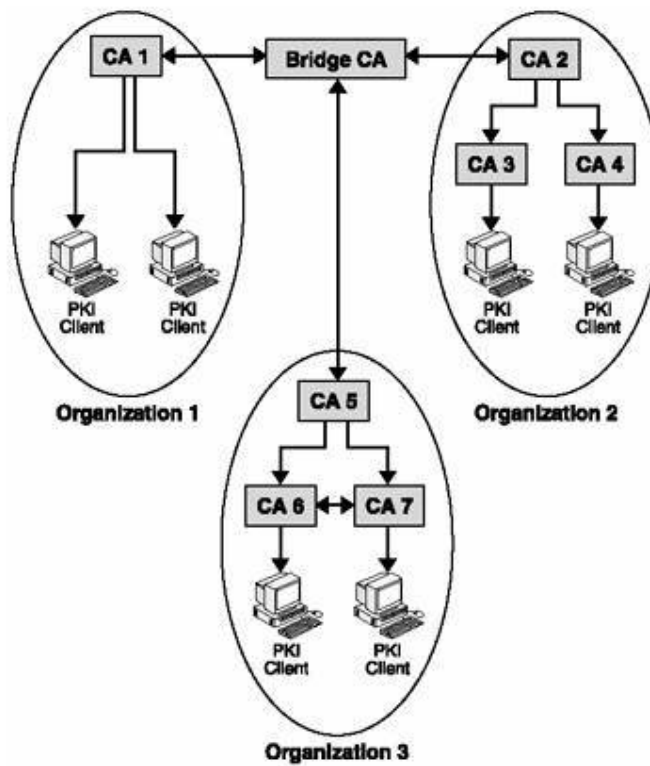 CA 1
Bridge CA
CA 2
CA 3
CA 4
PKI
Client
PKI
Client
PKI
Client
PKI
Client
Organization 1
Organization 2
CA 5
CA 6
CA 7
PKI
Client
PKI
Client
Organization 3